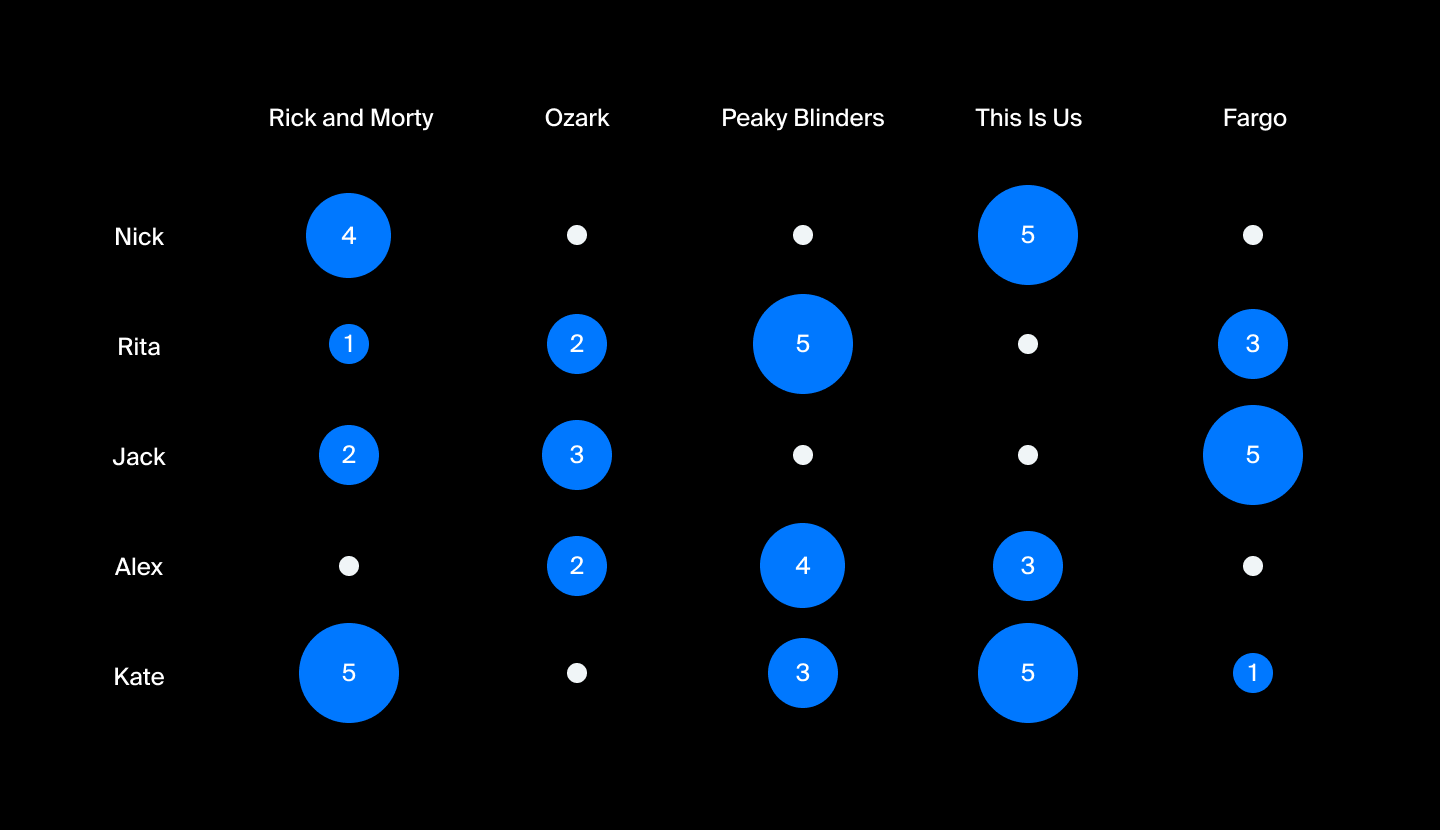 Rick and Morty Ozark Peaky Blinders This Is Us Fargo
Nick 4 5
Rita 1 2 5 3
Jack 2 3 5
Alex 2 4 3
Kate 5 3 5 1